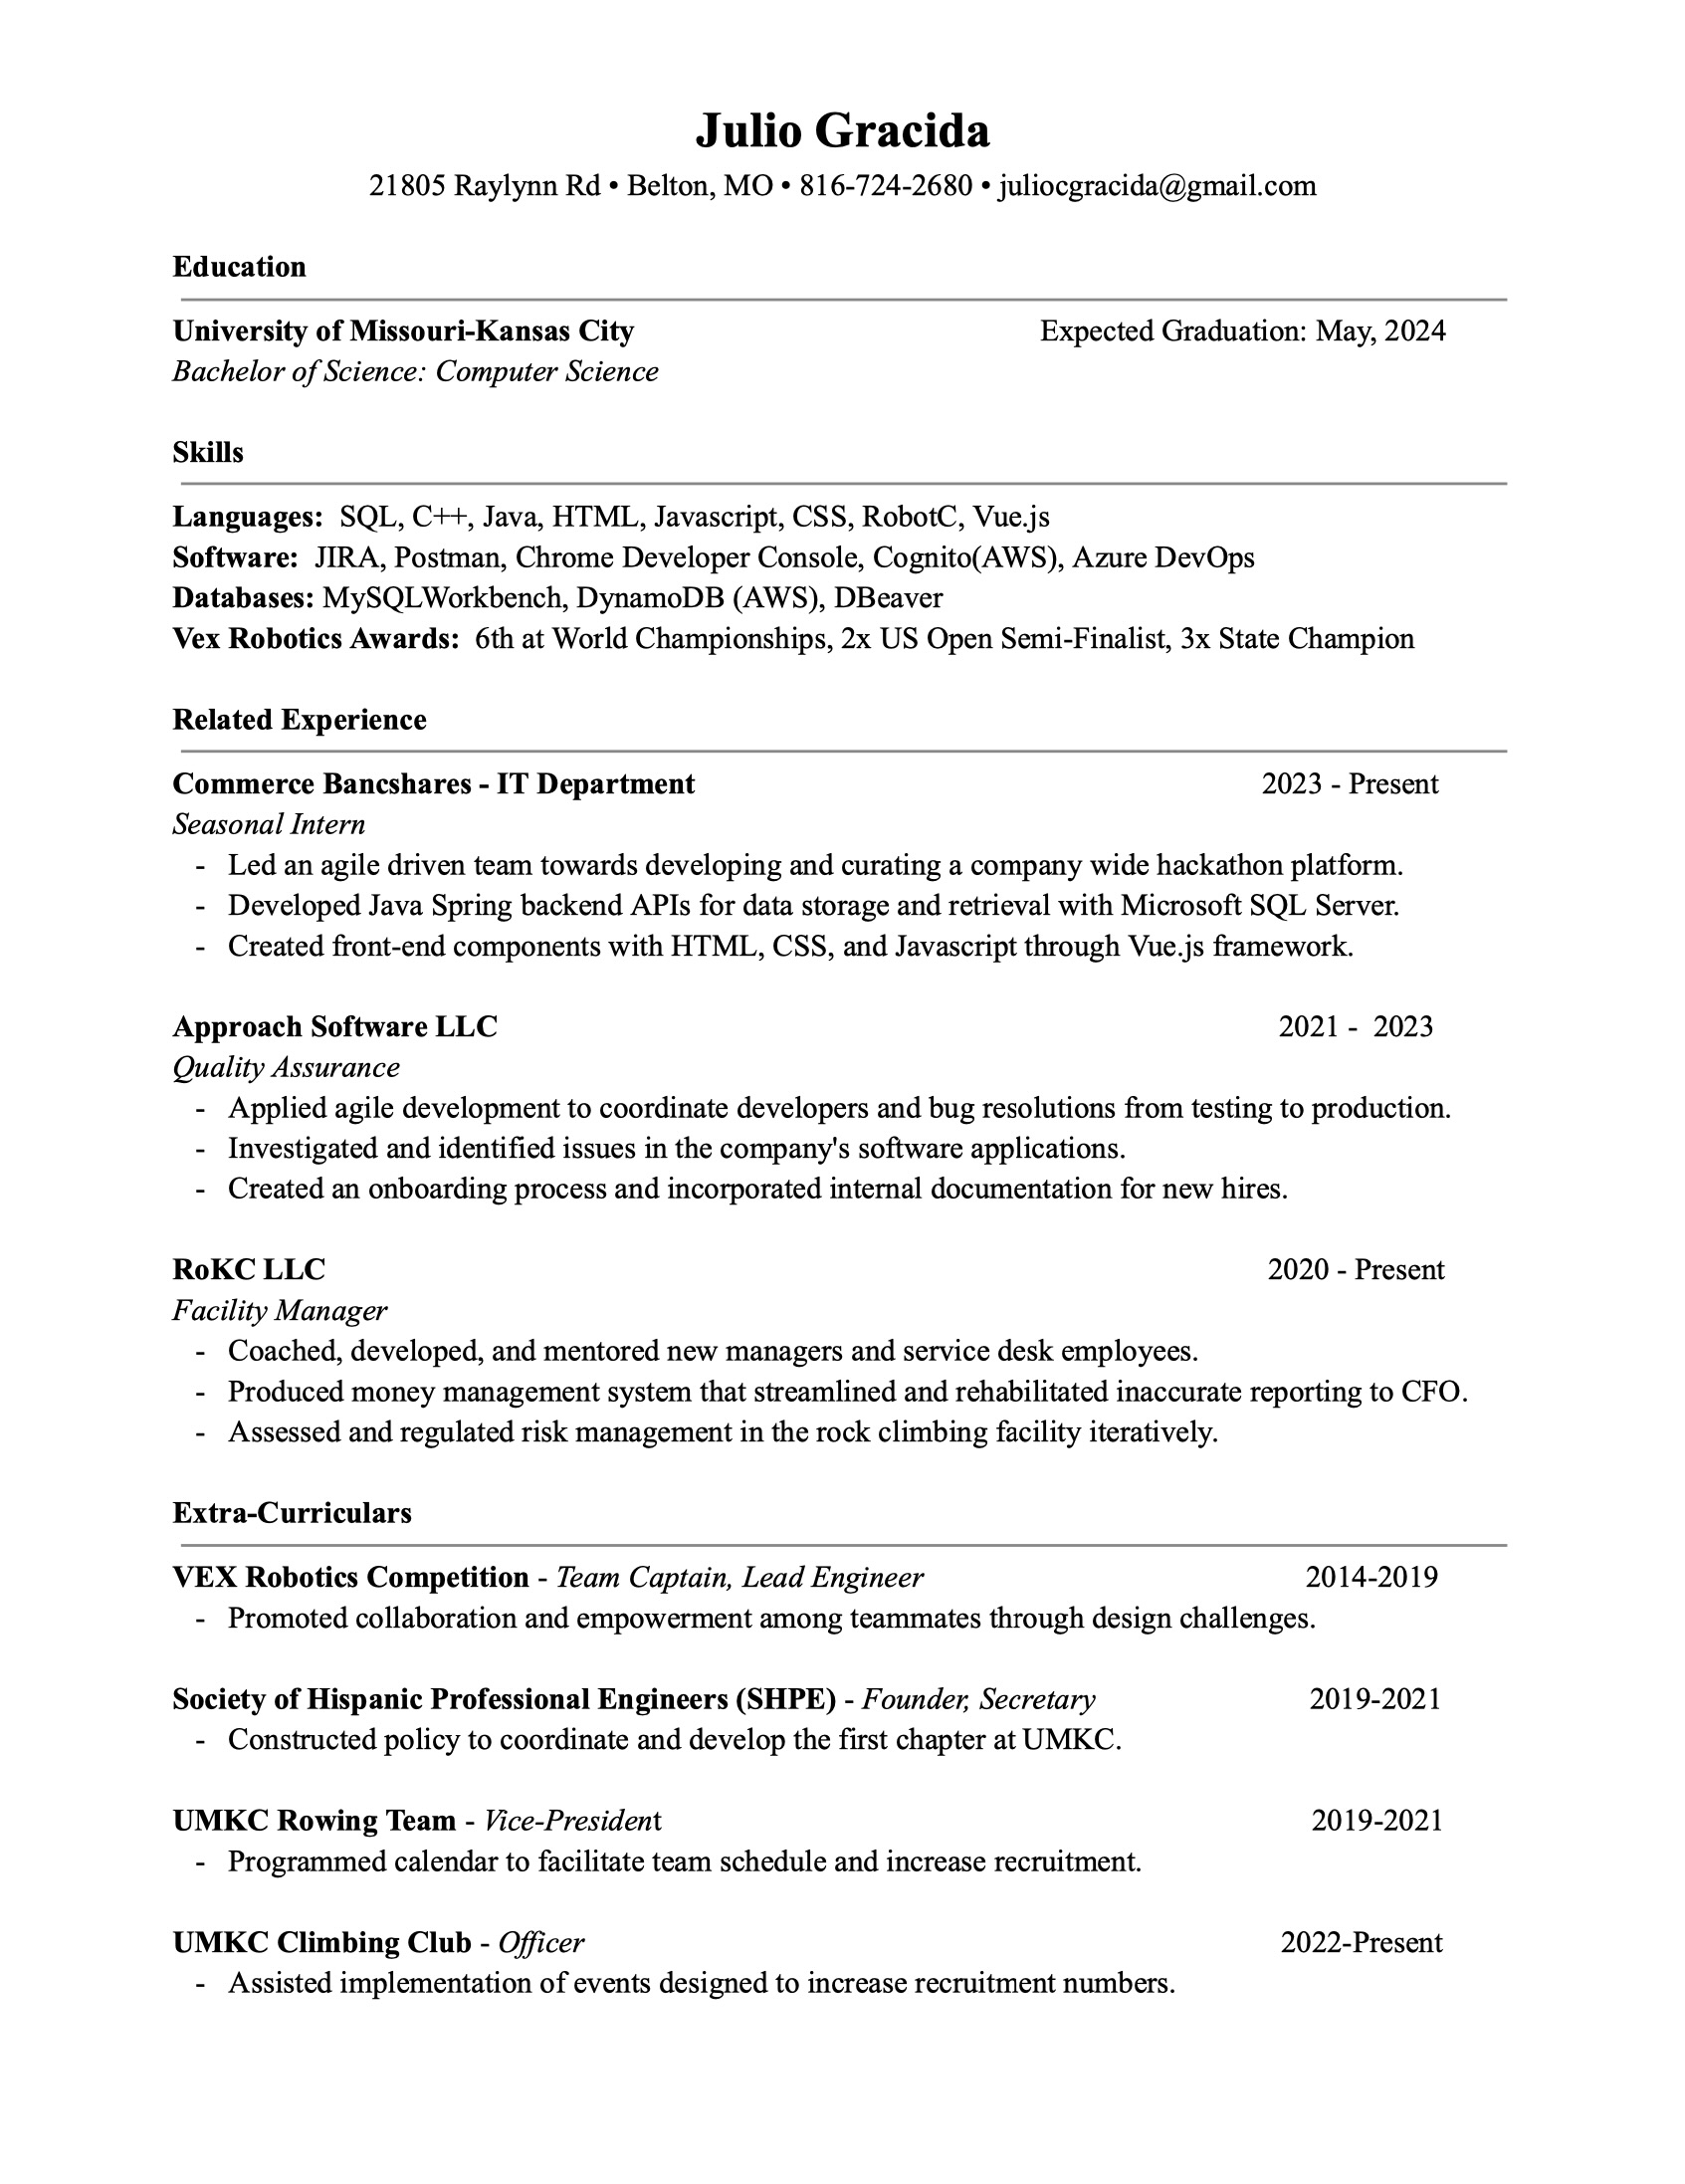 Julio Gracida
21805 Raylynn Rd • Belton, MO • 816-724-2680 • juliocgracida@gmail.com
Education
University of Missouri-Kansas City Expected Graduation: May, 2024
Bachelor of Science: Computer Science
Skills
Languages: SQL, C++, Java, HTML, Javascript, CSS, RobotC, Vue.js
Software: JIRA, Postman, Chrome Developer Console, Cognito(AWS), Azure DevOps
Databases: MySQLWorkbench, DynamoDB (AWS), DBeaver
Vex Robotics Awards: 6th at World Championships, 2x US Open Semi-Finalist, 3x State Champion
Related Experience
Commerce Bancshares - IT Department 2023 - Present
Seasonal Intern
- Led an agile driven team towards developing and curating a company wide hackathon platform.
- Developed Java Spring backend APIs for data storage and retrieval with Microsoft SQL Server.
- Created front-end components with HTML, CSS, and Javascript through Vue.js framework.
Approach Software LLC 2021 - 2023
Quality Assurance
- Applied agile development to coordinate developers and bug resolutions from testing to production.
- Investigated and identified issues in the company's software applications.
- Created an onboarding process and incorporated internal documentation for new hires.
RoKC LLC 2020 - Present
Facility Manager
- Coached, developed, and mentored new managers and service desk employees.
- Produced money management system that streamlined and rehabilitated inaccurate reporting to CFO.
- Assessed and regulated risk management in the rock climbing facility iteratively.
Extra-Curriculars
VEX Robotics Competition - Team Captain, Lead Engineer 2014-2019
- Promoted collaboration and empowerment among teammates through design challenges.
Society of Hispanic Professional Engineers (SHPE) - Founder, Secretary 2019-2021
- Constructed policy to coordinate and develop the first chapter at UMKC.
UMKC Rowing Team - Vice-President 2019-2021
- Programmed calendar to facilitate team schedule and increase recruitment.
UMKC Climbing Club - Officer 2022-Present
- Assisted implementation of events designed to increase recruitment numbers.